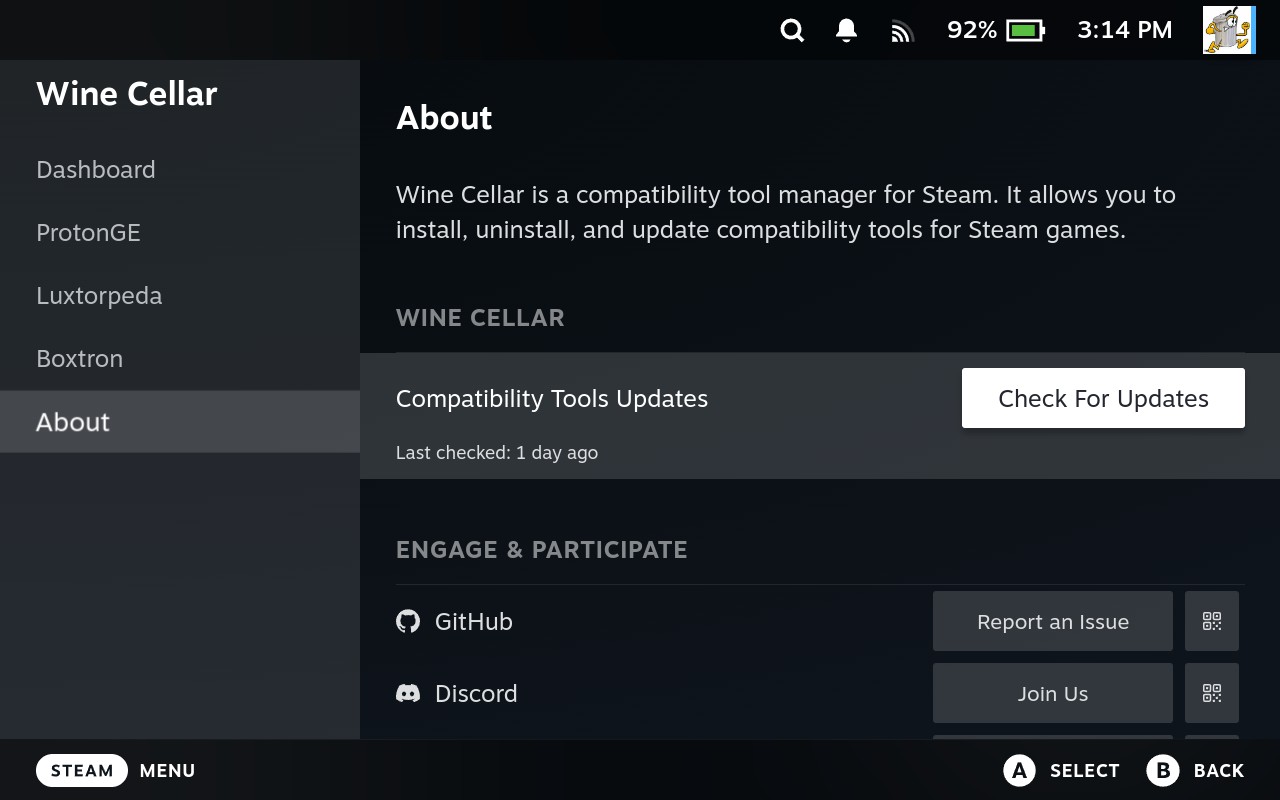 92%
3:14 PM
Wine Cellar
Dashboard
ProtonGE
Luxtorpeda
Boxtron
About
About
Wine Cellar is a compatibility tool manager for Steam. It allows you to
install, uninstall, and update compatibility tools for Steam games.
WINE CELLAR
Compatibility Tools Updates
Check For Updates
Last checked: 1 day ago
ENGAGE & PARTICIPATE
GitHub
Report an Issue
Discord
Join Us
STEAM MENU
A SELECT B BACK